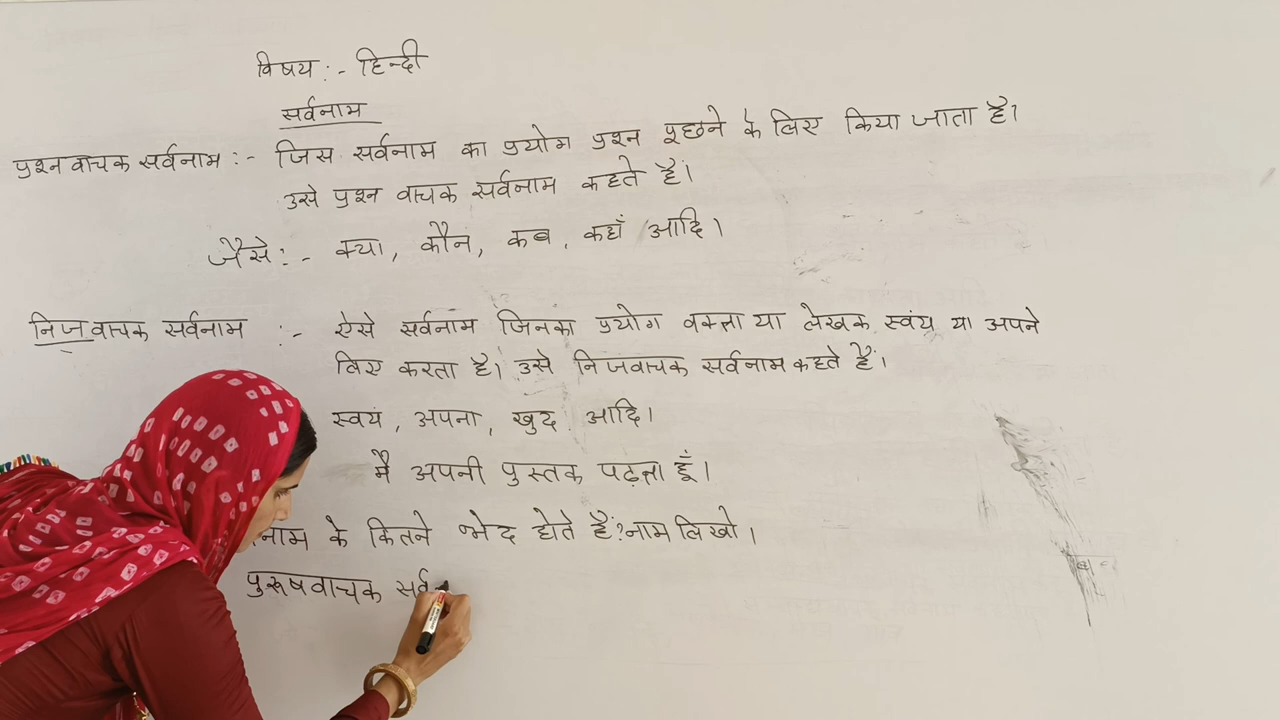 विषय :- हिन्दी
सर्वनाम
प्रश्न वाचक सर्वनाम :- जिस सर्वनाम का प्रयोग प्रश्न पूछने के लिए किया जाता है।
उसे प्रश्न वाचक सर्वनाम कहते है।
जैसे :- क्या, कौन, कब, कहाँ आदि।
निजवाचक सर्वनाम :- ऐसे सर्वनाम जिनका प्रयोग वक्ता या लेखक स्वंय या अपने
लिए करता है। उसे निजवाचक सर्वनाम कहते हैं।
स्वयं, अपना, खुद आदि।
मै अपनी पुस्तक पढ़ता हूँ।
के कितने भेद होते हैं? नाम लिखो।
पुरूषवाचक